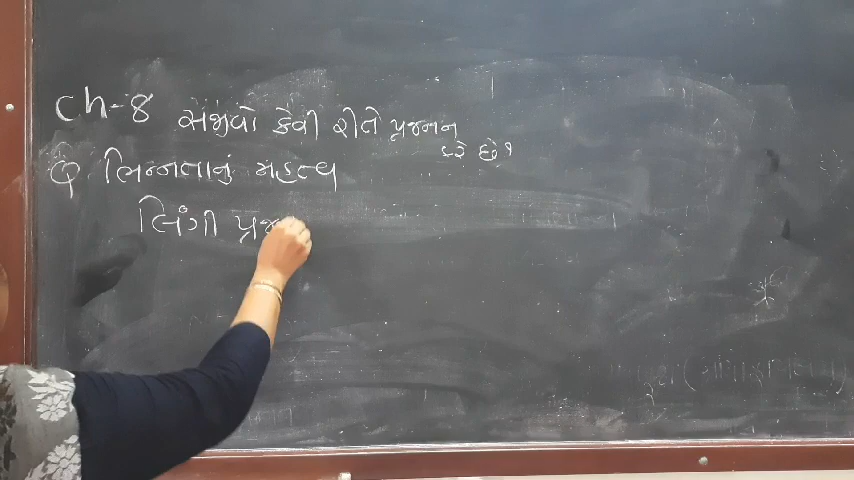 ch-8 સજીવો કેવી રીતે પ્રજનન
કરે છે?
ભિન્નતાનું મહત્વ
લિંગી પ્રજ